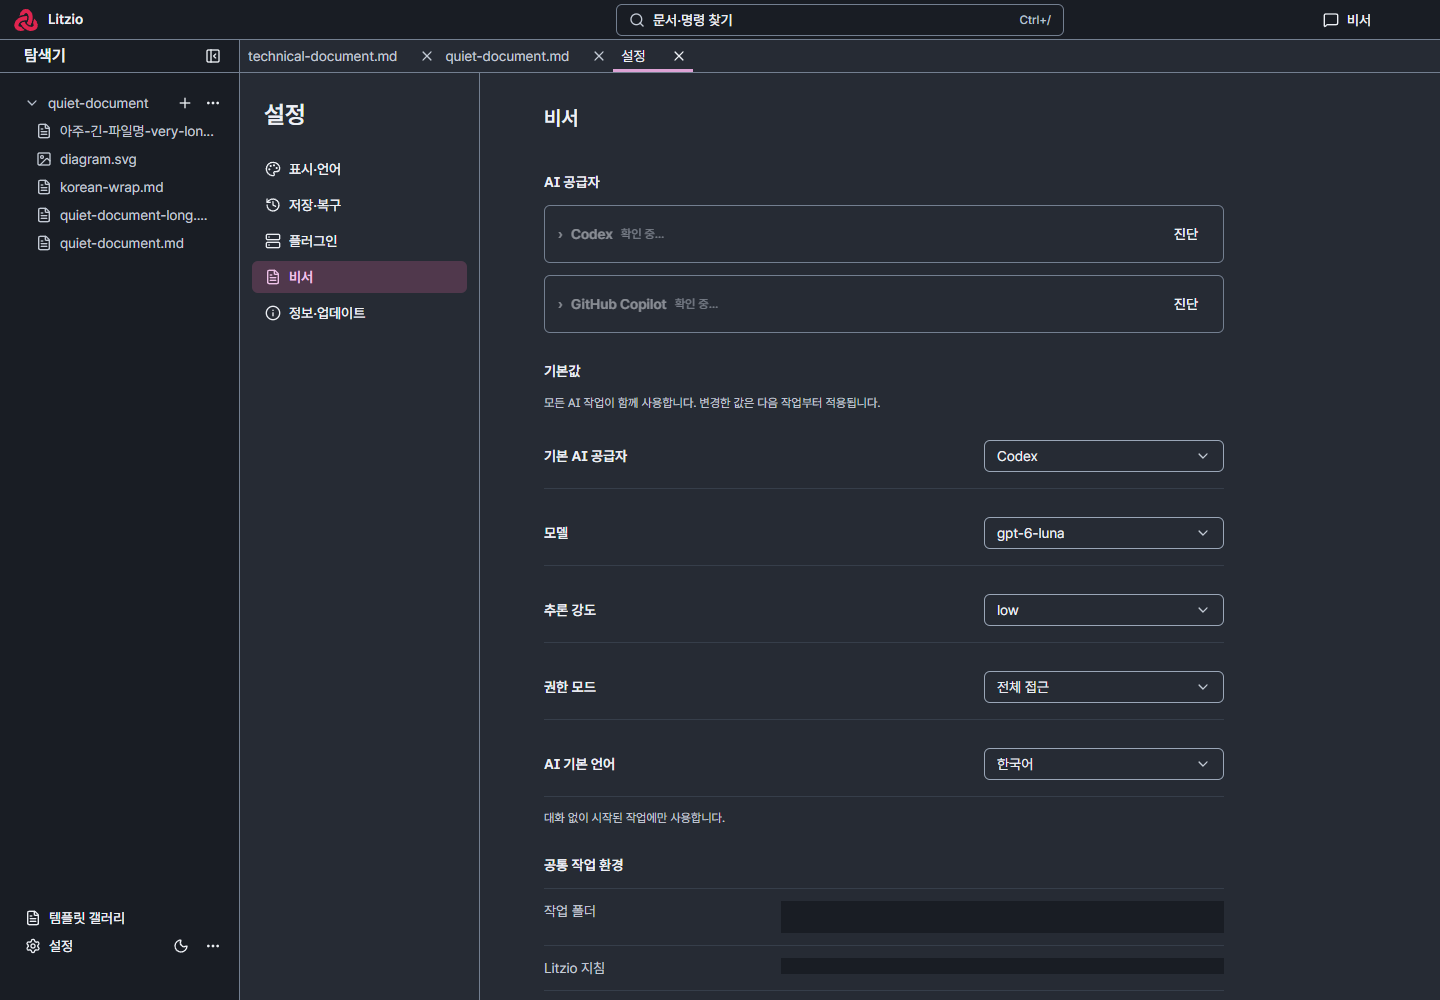 Litzio
문서·명령 찾기
Ctrl+/
비서
탐색기
technical-document.md
quiet-document.md
설정
quiet-document
아주-긴-파일명-very-lon...
diagram.svg
korean-wrap.md
quiet-document-long....
quiet-document.md
템플릿 갤러리
설정
설정
표시·언어
저장·복구
플러그인
비서
정보·업데이트
비서
AI 공급자
Codex 확인 중...
진단
GitHub Copilot 확인 중...
진단
기본값
모든 AI 작업이 함께 사용합니다. 변경한 값은 다음 작업부터 적용됩니다.
기본 AI 공급자
Codex
모델
gpt-6-luna
추론 강도
low
권한 모드
전체 접근
AI 기본 언어
한국어
대화 없이 시작된 작업에만 사용합니다.
공통 작업 환경
작업 폴더
Litzio 지침